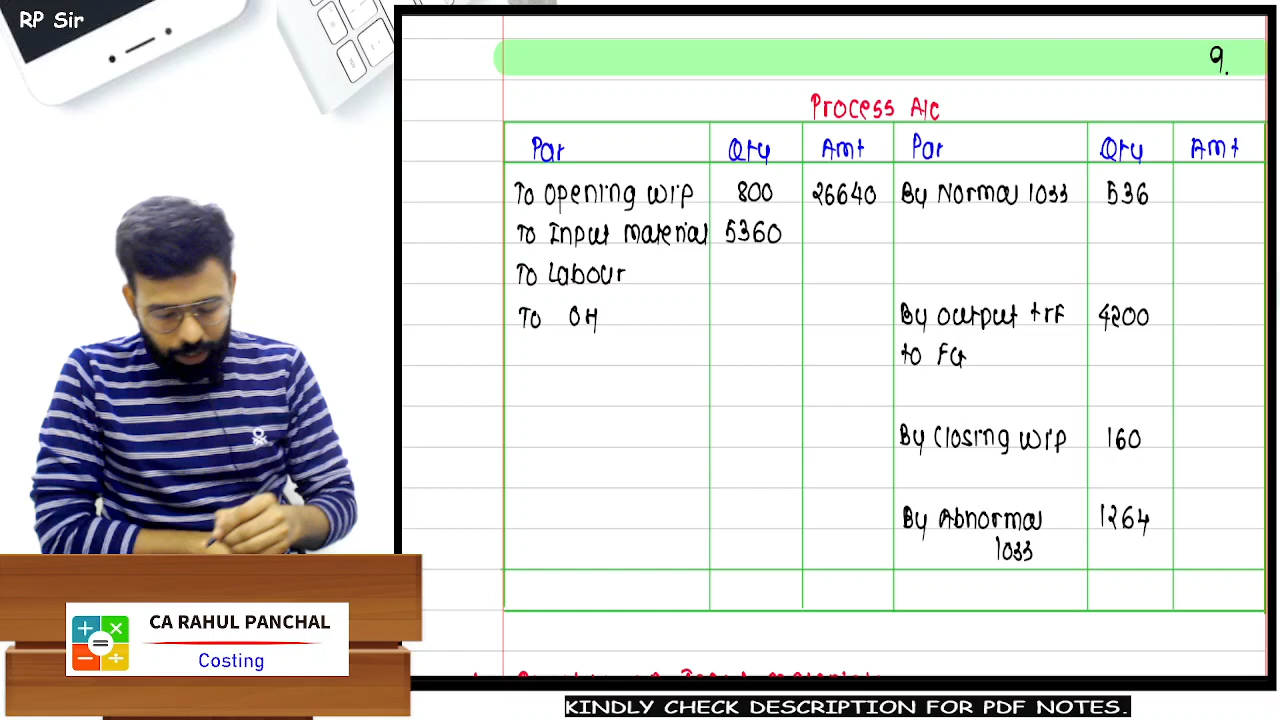 RP Sir
9.
Process A/c
Par Qty Amt Par Qty Amt
To Opening WIP 800 26640 By Normal loss 536
To Input Material 5360
To Labour
To OH By output trf 4200
to FG
By Closing WIP 160
By Abnormal 1264
loss
CA RAHUL PANCHAL
Costing
KINDLY CHECK DESCRIPTION FOR PDF NOTES.